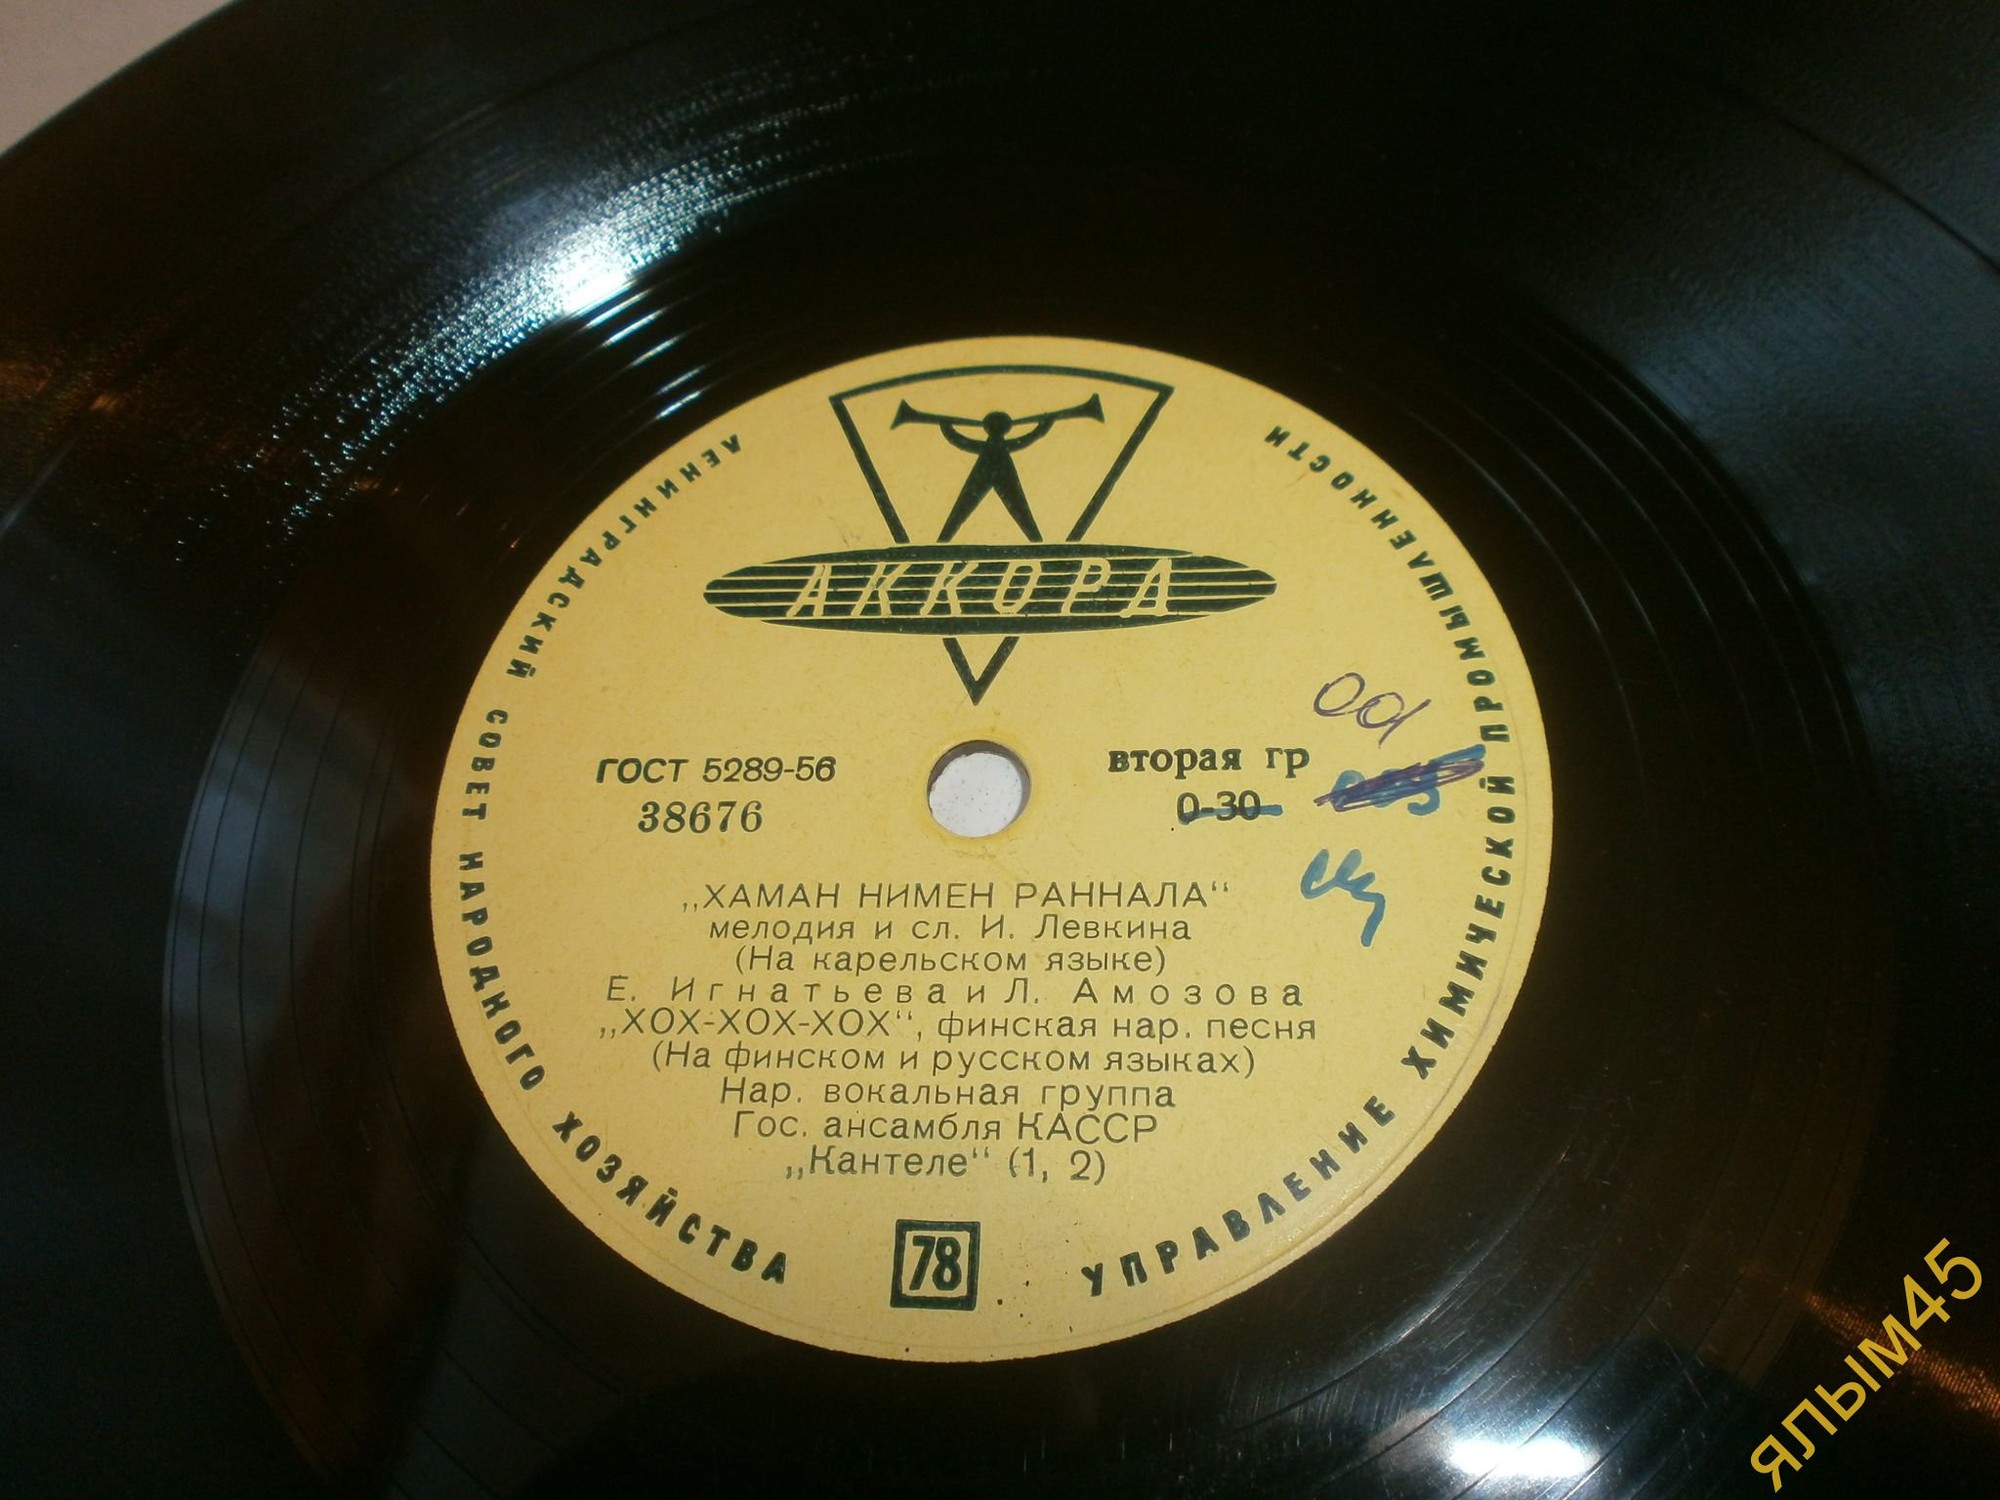 ЛЕНИНГРАДСКИЙ СОВЕТ НАРОДНОГО ХОЗЯЙСТВА
УПРАВЛЕНИЕ ХИМИЧЕСКОЙ ПРОМЫШЛЕННОСТИ
АККОРД
ГОСТ 5289-56
38676
вторая гр
0-30
„ХАМАН НИМЕН РАННАЛА“
мелодия и сл. И. Левкина
(На карельском языке)
Е. Игнатьева и Л. Амозова
„ХОХ-ХОХ-ХОХ“, финская нар. песня
(На финском и русском языках)
Нар. вокальная группа
Гос. ансамбля КАССР
„Кантеле“ (1, 2)
78
ялым45